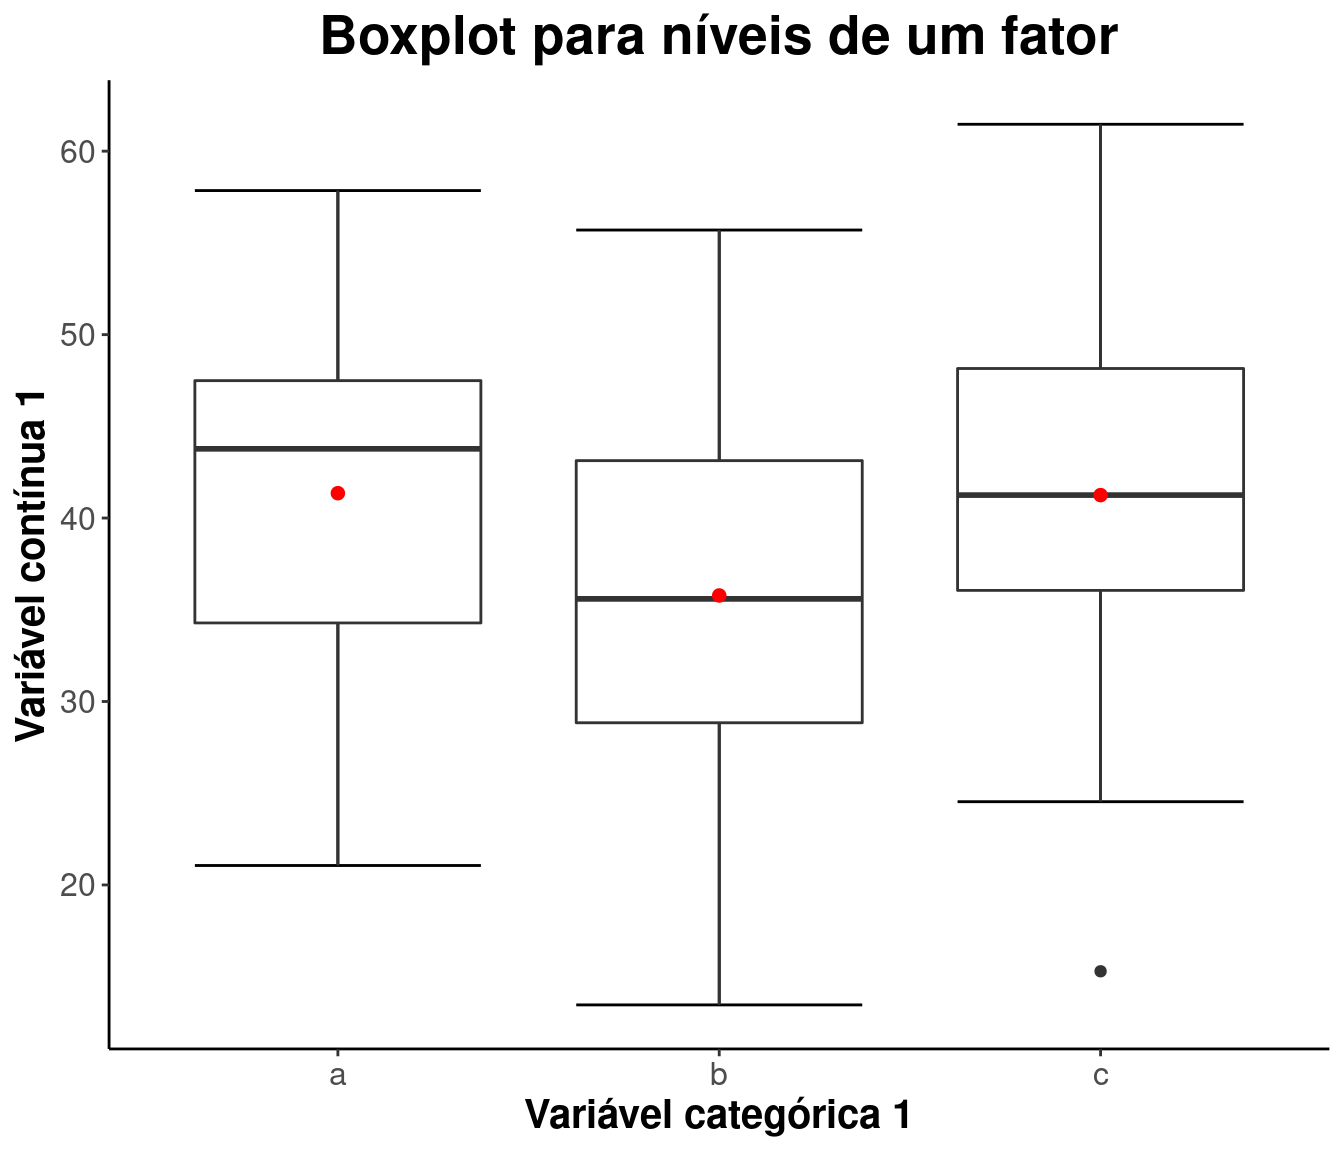 Boxplot para níveis de um fator
Variável contínua 1
60
50
40
30
20
a b c
Variável categórica 1